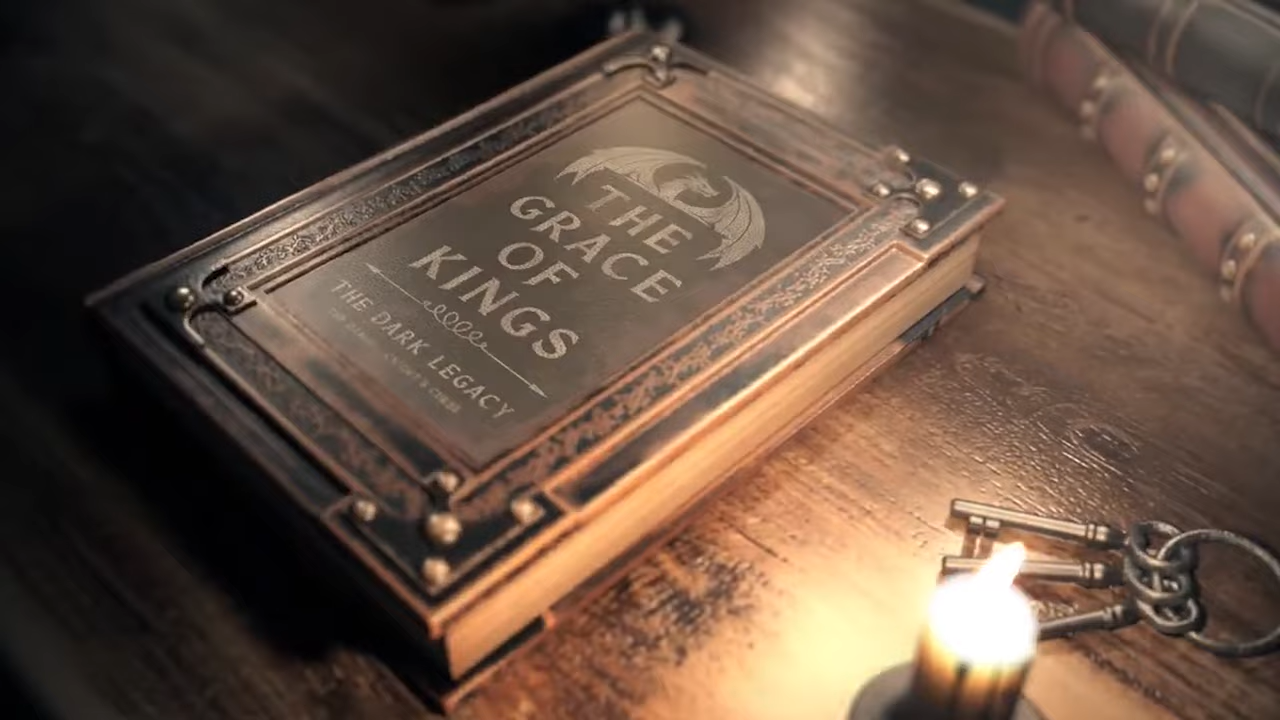 THE
GRACE
OF
KINGS
THE DARK LEGACY